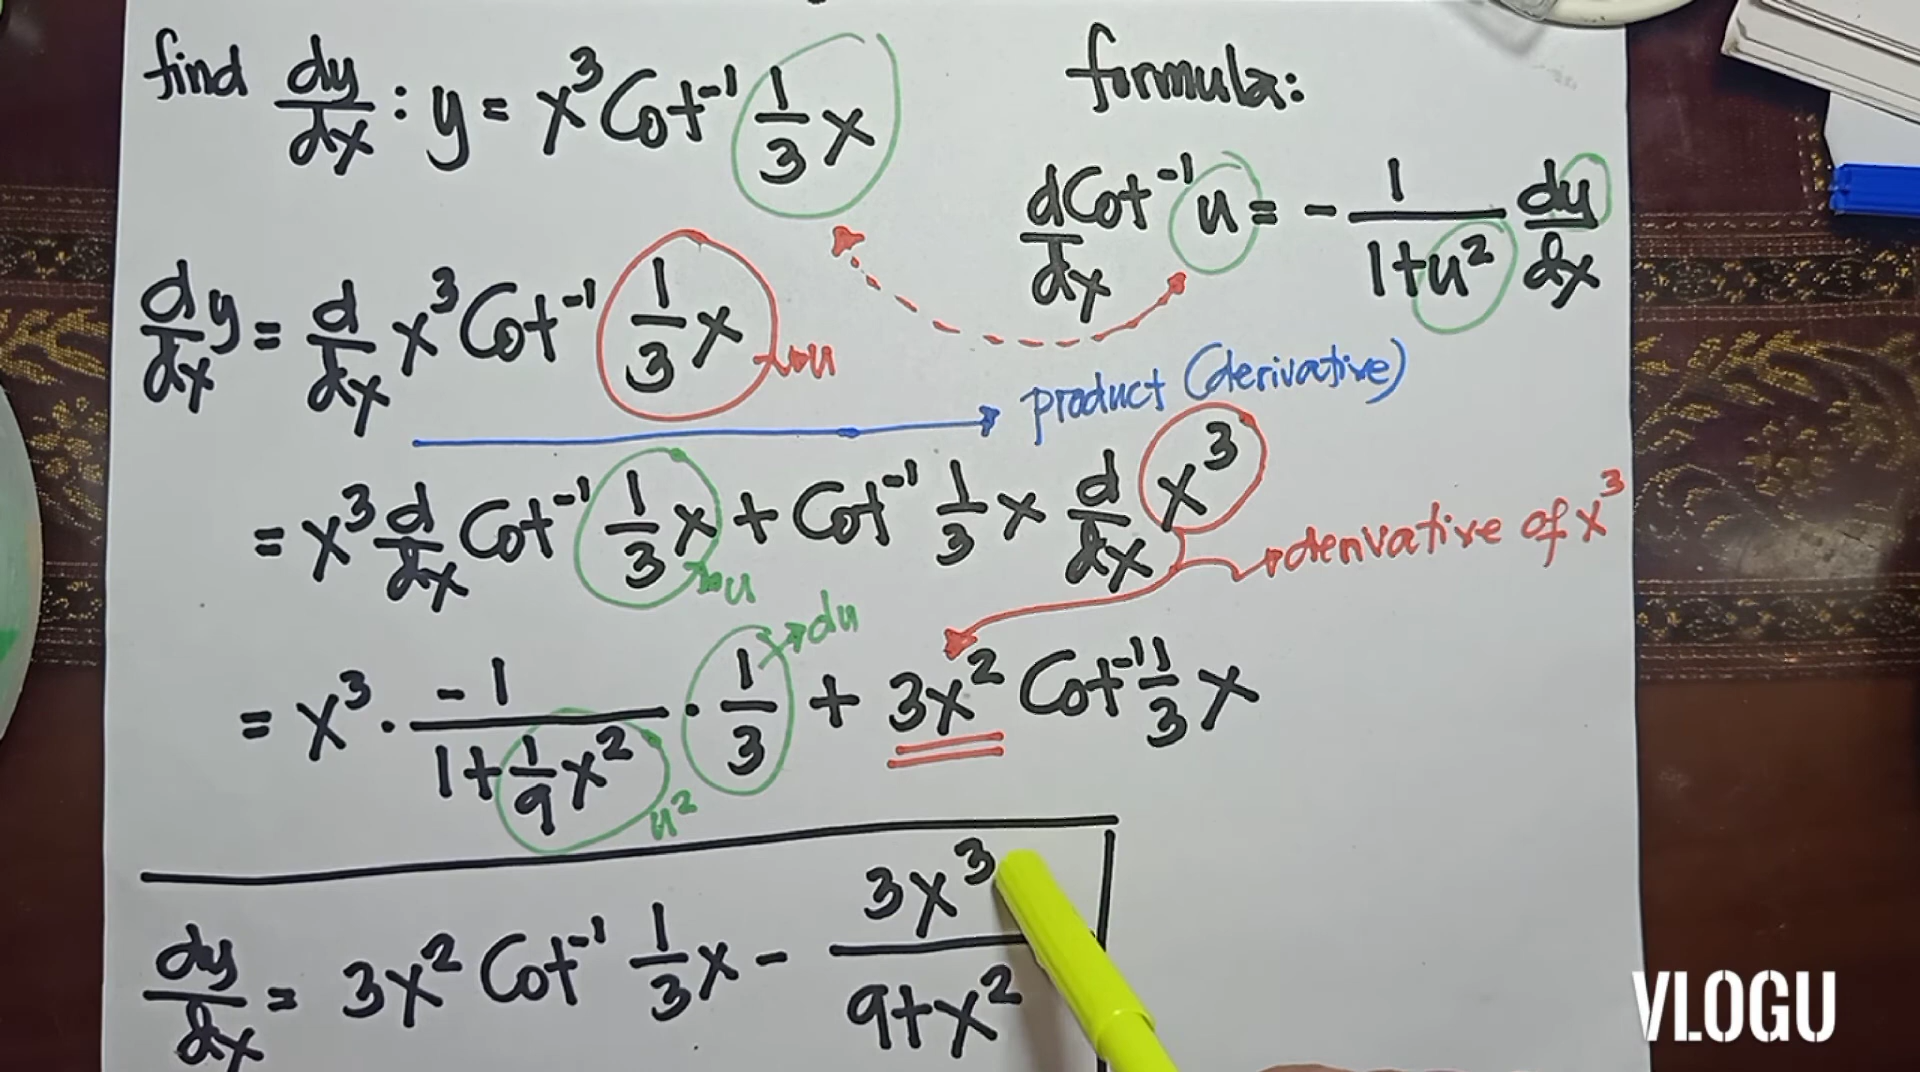 find dy/dx : y = x³ Cot⁻¹ 1/3 x
formula:
d/dx Cot⁻¹ u = - 1/(1+u²) du/dx
d/dx y = d/dx x³ Cot⁻¹ 1/3 x → u
product (derivative)
= x³ d/dx Cot⁻¹ 1/3 x + Cot⁻¹ 1/3 x d/dx x³
→ u
→ derivative of x³
→ du
= x³ · -1/(1+1/9 x²) · 1/3 + 3x² Cot⁻¹ 1/3 x
u²
dy/dx = 3x² Cot⁻¹ 1/3 x - 3x³/(9+x²)
VLOGU